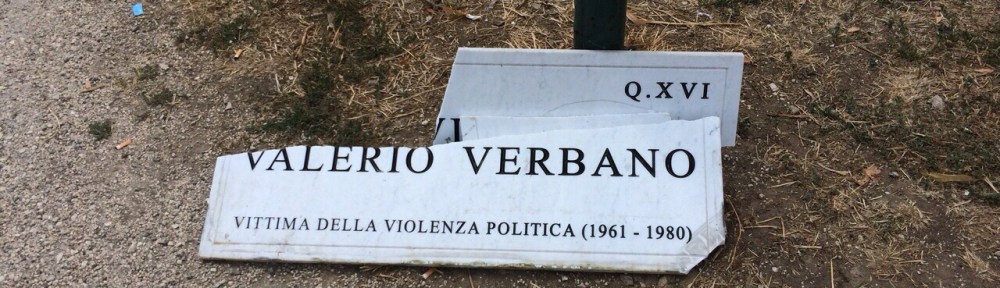 Q.XVI
VALERIO VERBANO
VITTIMA DELLA VIOLENZA POLITICA (1961 - 1980)